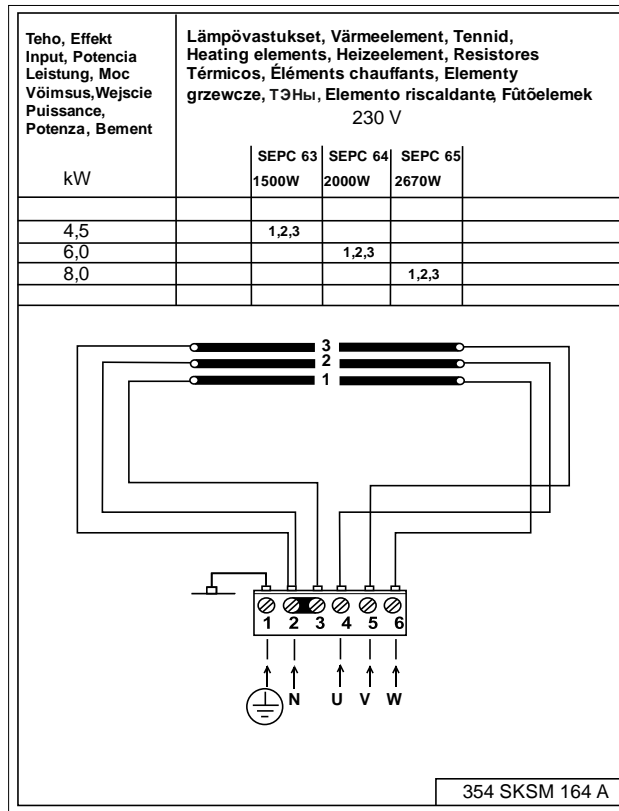 Teho, Effekt
Input, Potencia
Leistung, Moc
Vöimsus,Wejscie
Puissance,
Potenza, Bement
Lämpövastukset, Värmeelement, Tennid,
Heating elements, Heizeelement, Resistores
Térmicos, Éléments chauffants, Elementy
grzewcze, ТЭНы, Elemento riscaldante, Fûtõelemek
230 V
kW
SEPC 63 SEPC 64 SEPC 65
1500W 2000W 2670W
4,5 1,2,3
6,0 1,2,3
8,0 1,2,3
3
2
1
1 2 3 4 5 6
N U V W
354 SKSM 164 A